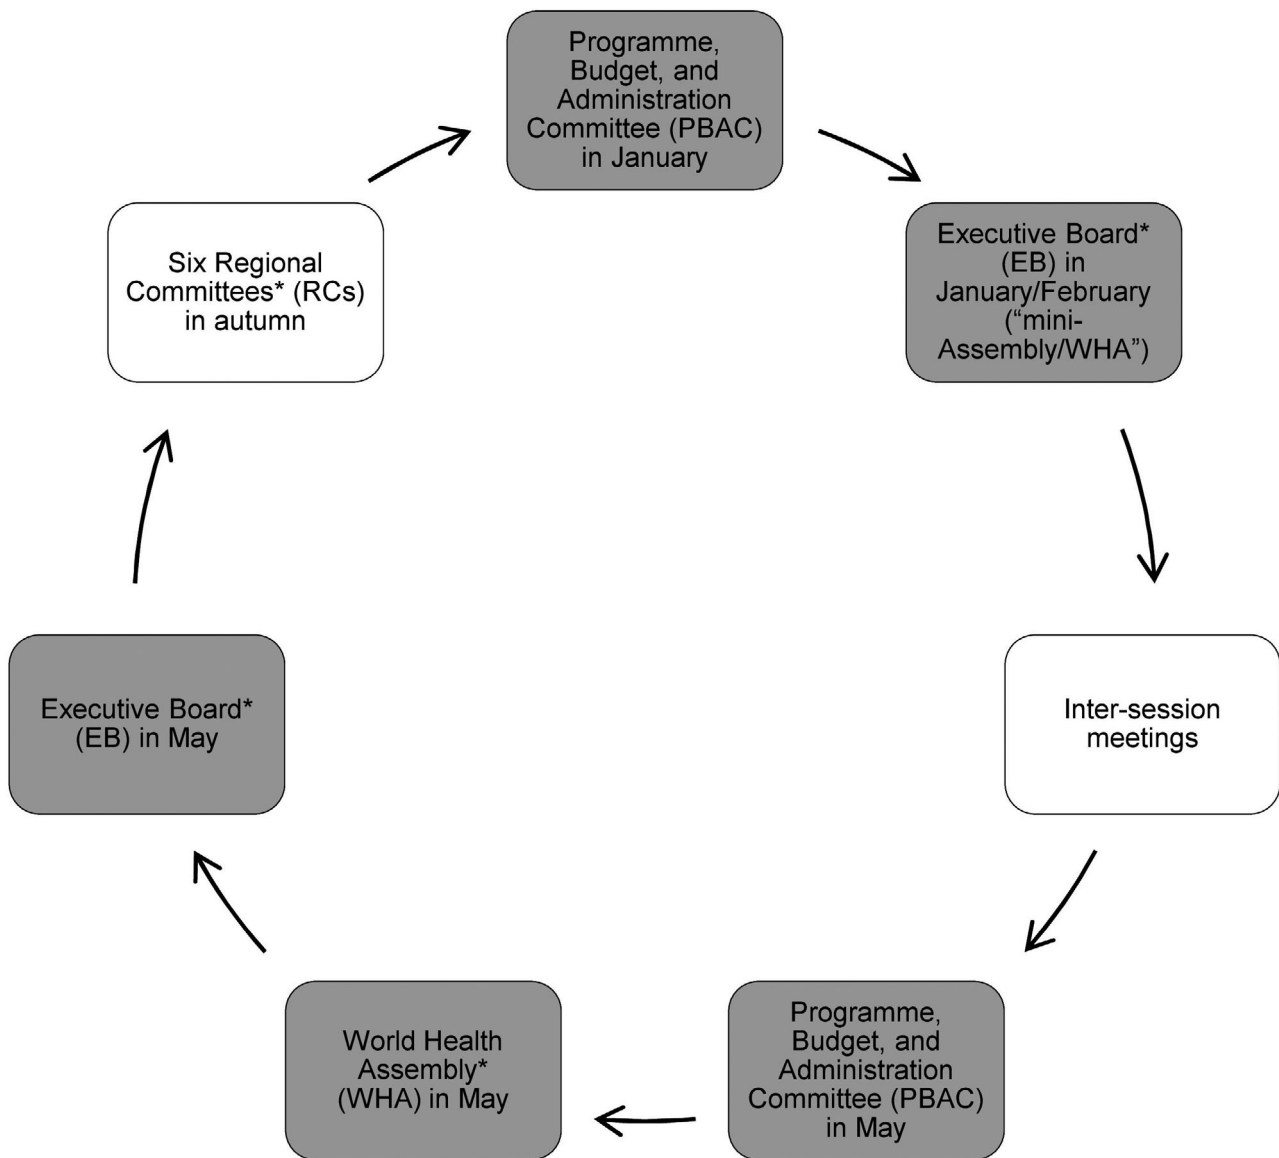 Programme,
Budget, and
Administration
Committee (PBAC)
in January
Executive Board*
(EB) in
January/February
(“mini-
Assembly/WHA”)
Inter-session
meetings
Programme,
Budget, and
Administration
Committee (PBAC)
in May
World Health
Assembly*
(WHA) in May
Executive Board*
(EB) in May
Six Regional
Committees* (RCs)
in autumn